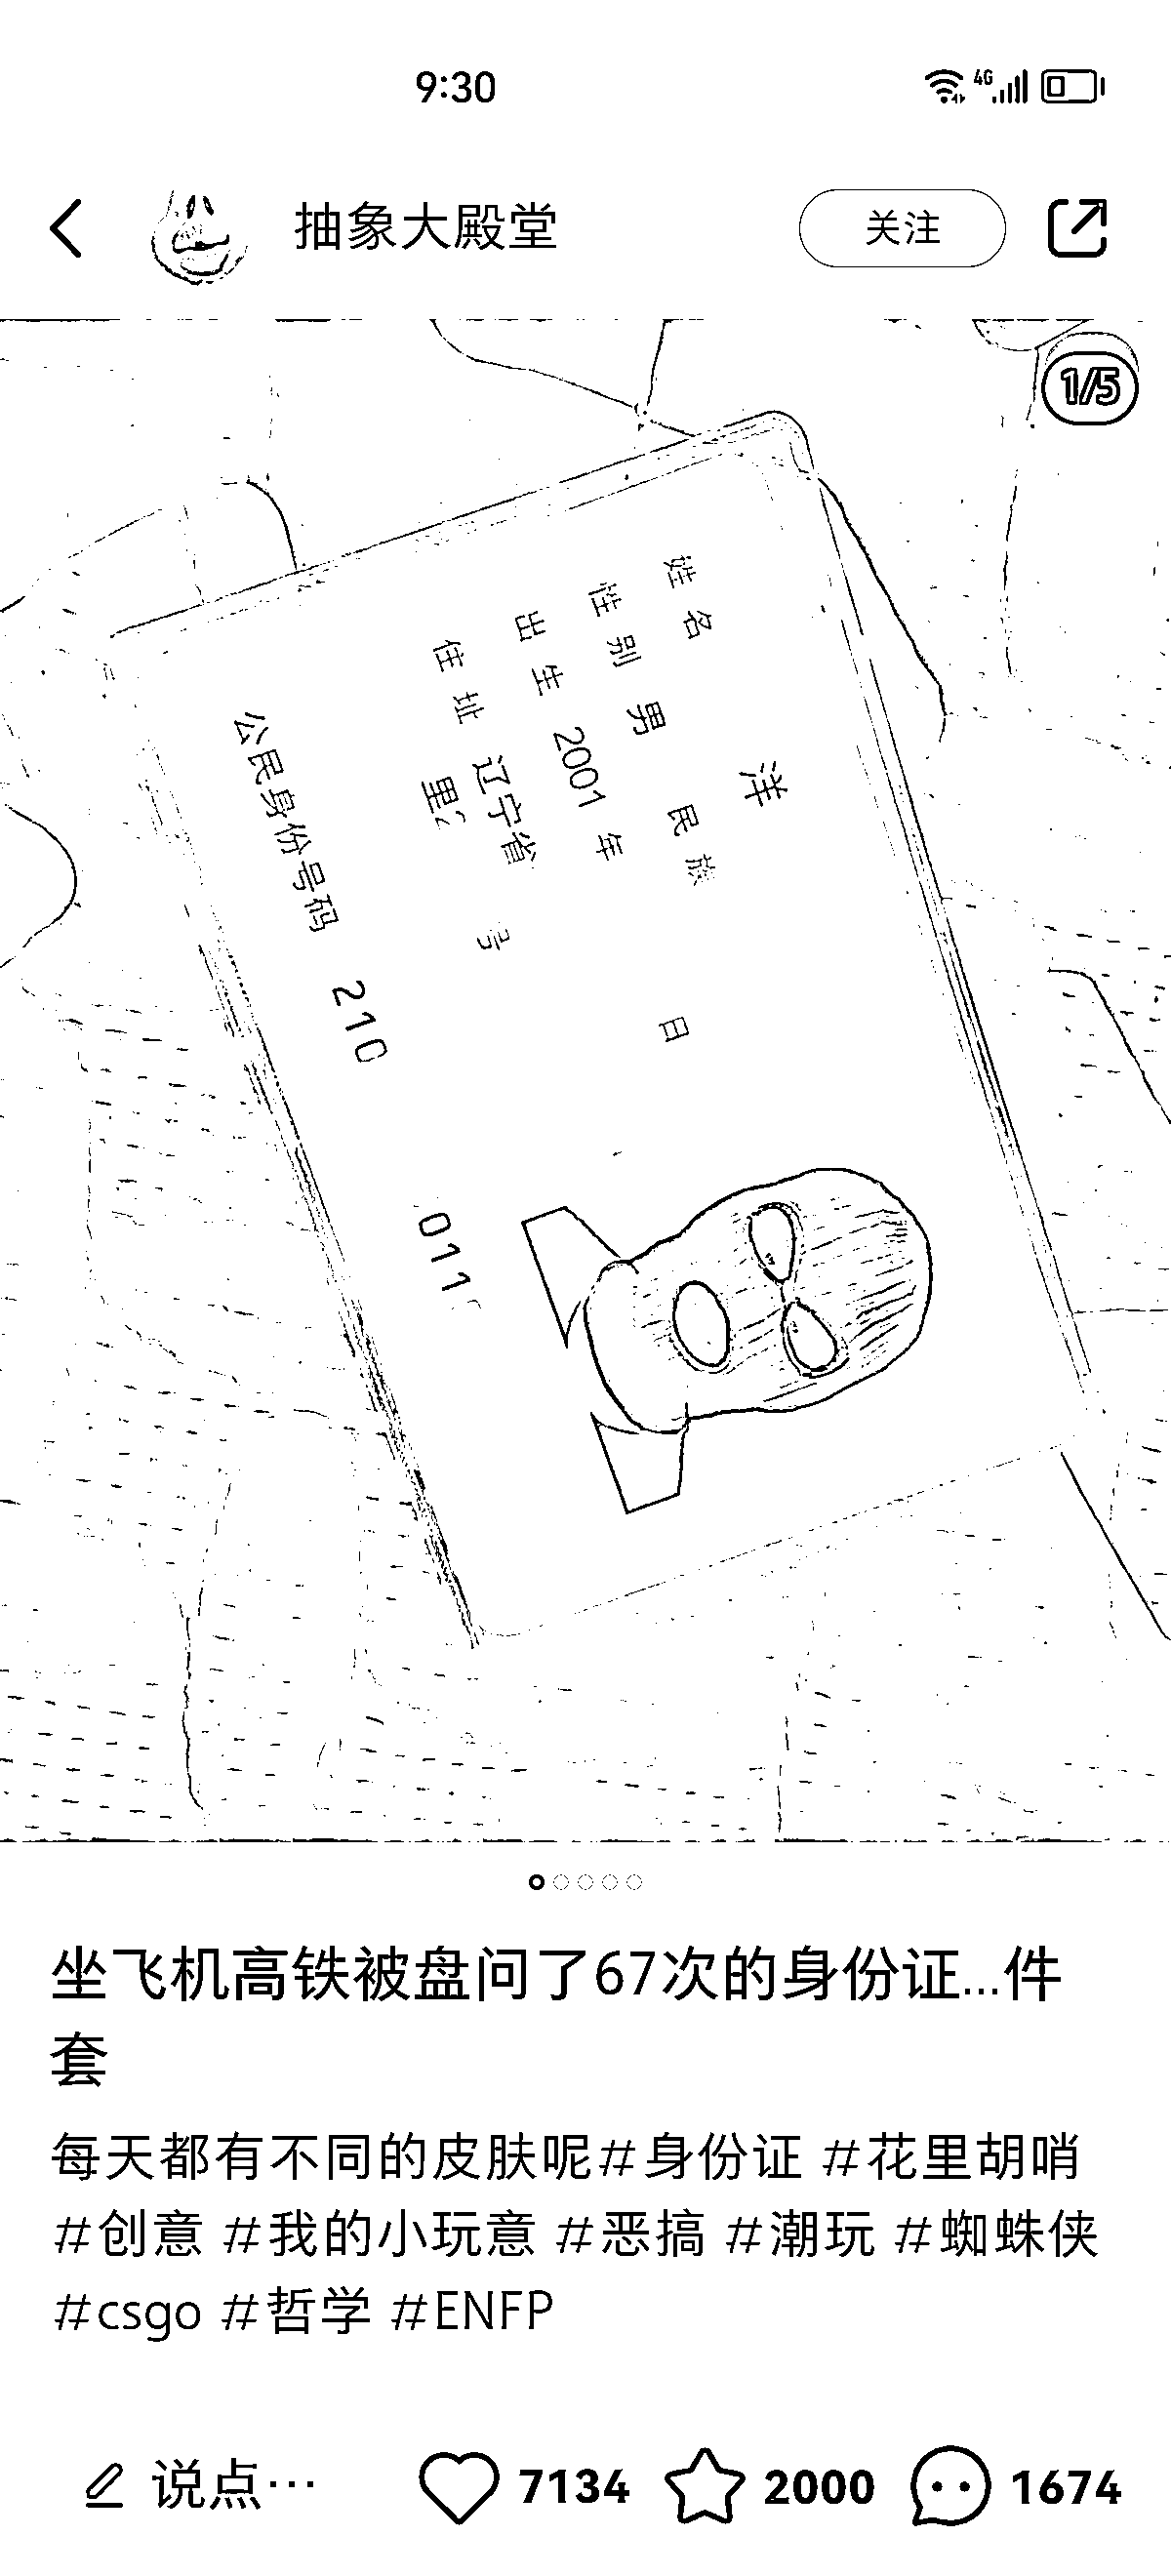 9:30
4G
抽象大殿堂
关注
1/5
姓名
洋
性别 男 民族
出生 2001 年 日
住址 辽宁省 号
里
公民身份号码 210 011
坐飞机高铁被盘问了67次的身份证...件
套
每天都有不同的皮肤呢#身份证 #花里胡哨
#创意 #我的小玩意 #恶搞 #潮玩 #蜘蛛侠
#csgo #哲学 #ENFP
说点… 7134 2000 1674